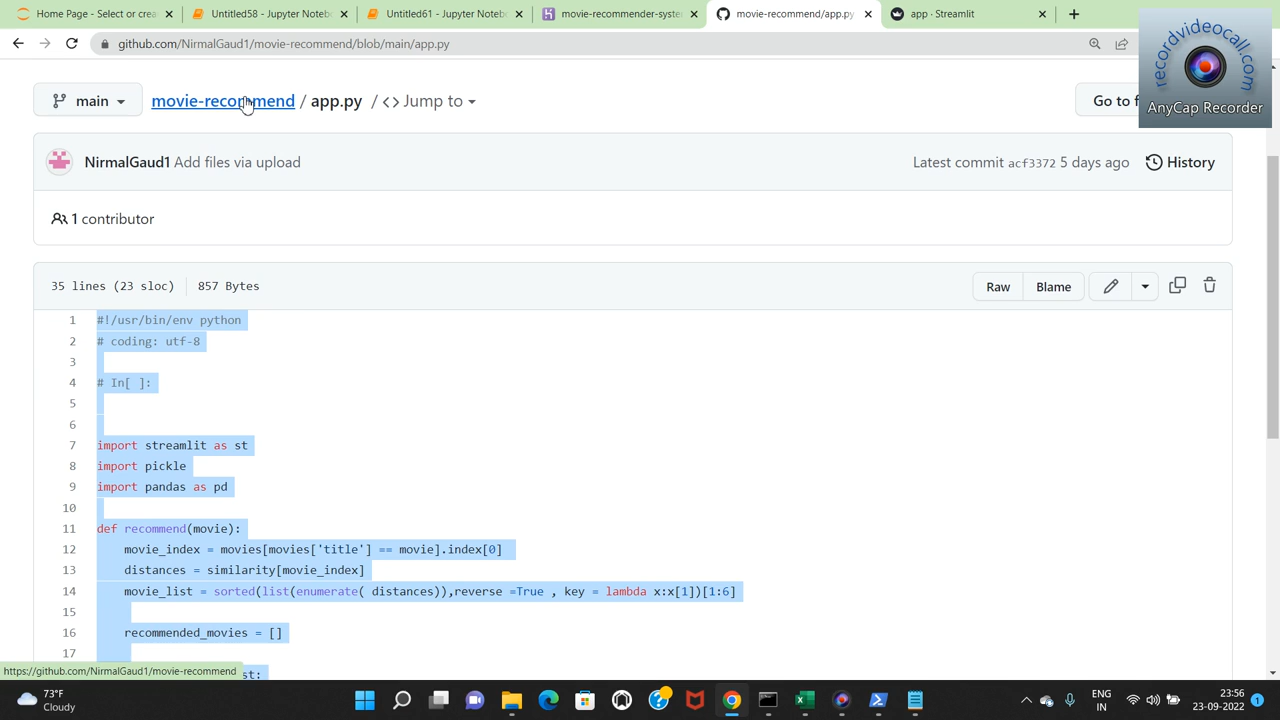 Home Page - Select or crea
Untitled58 - Jupyter Noteb
Untitled61 - Jupyter Noteb
movie-recommender-syste
movie-recommend/app.py
app · Streamlit
github.com/NirmalGaud1/movie-recommend/blob/main/app.py
recordvideocall.com
AnyCap Recorder
main
movie-recommend / app.py / <> Jump to
Go to f
NirmalGaud1 Add files via upload
Latest commit acf3372 5 days ago
History
1 contributor
35 lines (23 sloc)
857 Bytes
Raw
Blame
1 #!/usr/bin/env python
2 # coding: utf-8
3
4 # In[ ]:
5
6
7 import streamlit as st
8 import pickle
9 import pandas as pd
10
11 def recommend(movie):
12 movie_index = movies[movies['title'] == movie].index[0]
13 distances = similarity[movie_index]
14 movie_list = sorted(list(enumerate( distances)),reverse =True , key = lambda x:x[1])[1:6]
15
16 recommended_movies = []
17
st:
https://github.com/NirmalGaud1/movie-recommend
73°F
Cloudy
ENG
IN
23:56
23-09-2022
1